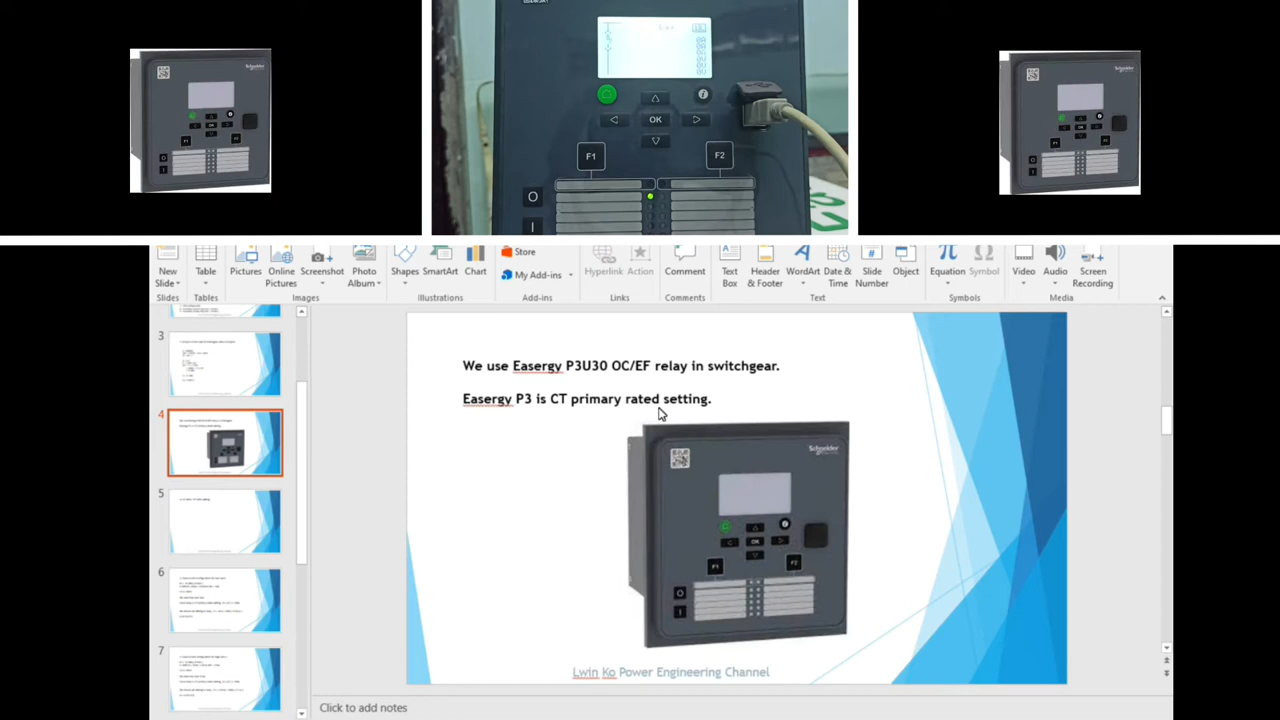 Schneider
OK
F1
F2
O
I
Schneider
Store
My Add-ins
New
Slide
Table
Pictures
Online
Pictures
Screenshot
Photo
Album
Shapes
SmartArt
Chart
Hyperlink
Action
Comment
Text
Box
Header
& Footer
WordArt
Date &
Time
Slide
Number
Object
Equation
Symbol
Video
Audio
Screen
Recording
Slides
Tables
Images
Illustrations
Add-ins
Links
Comments
Text
Symbols
Media
3
4
5
6
7
We use Easergy P3U30 OC/EF relay in switchgear.
Easergy P3 is CT primary rated setting.
Schneider
OK
F1
F2
O
I
Lwin Ko Power Engineering Channel
Click to add notes